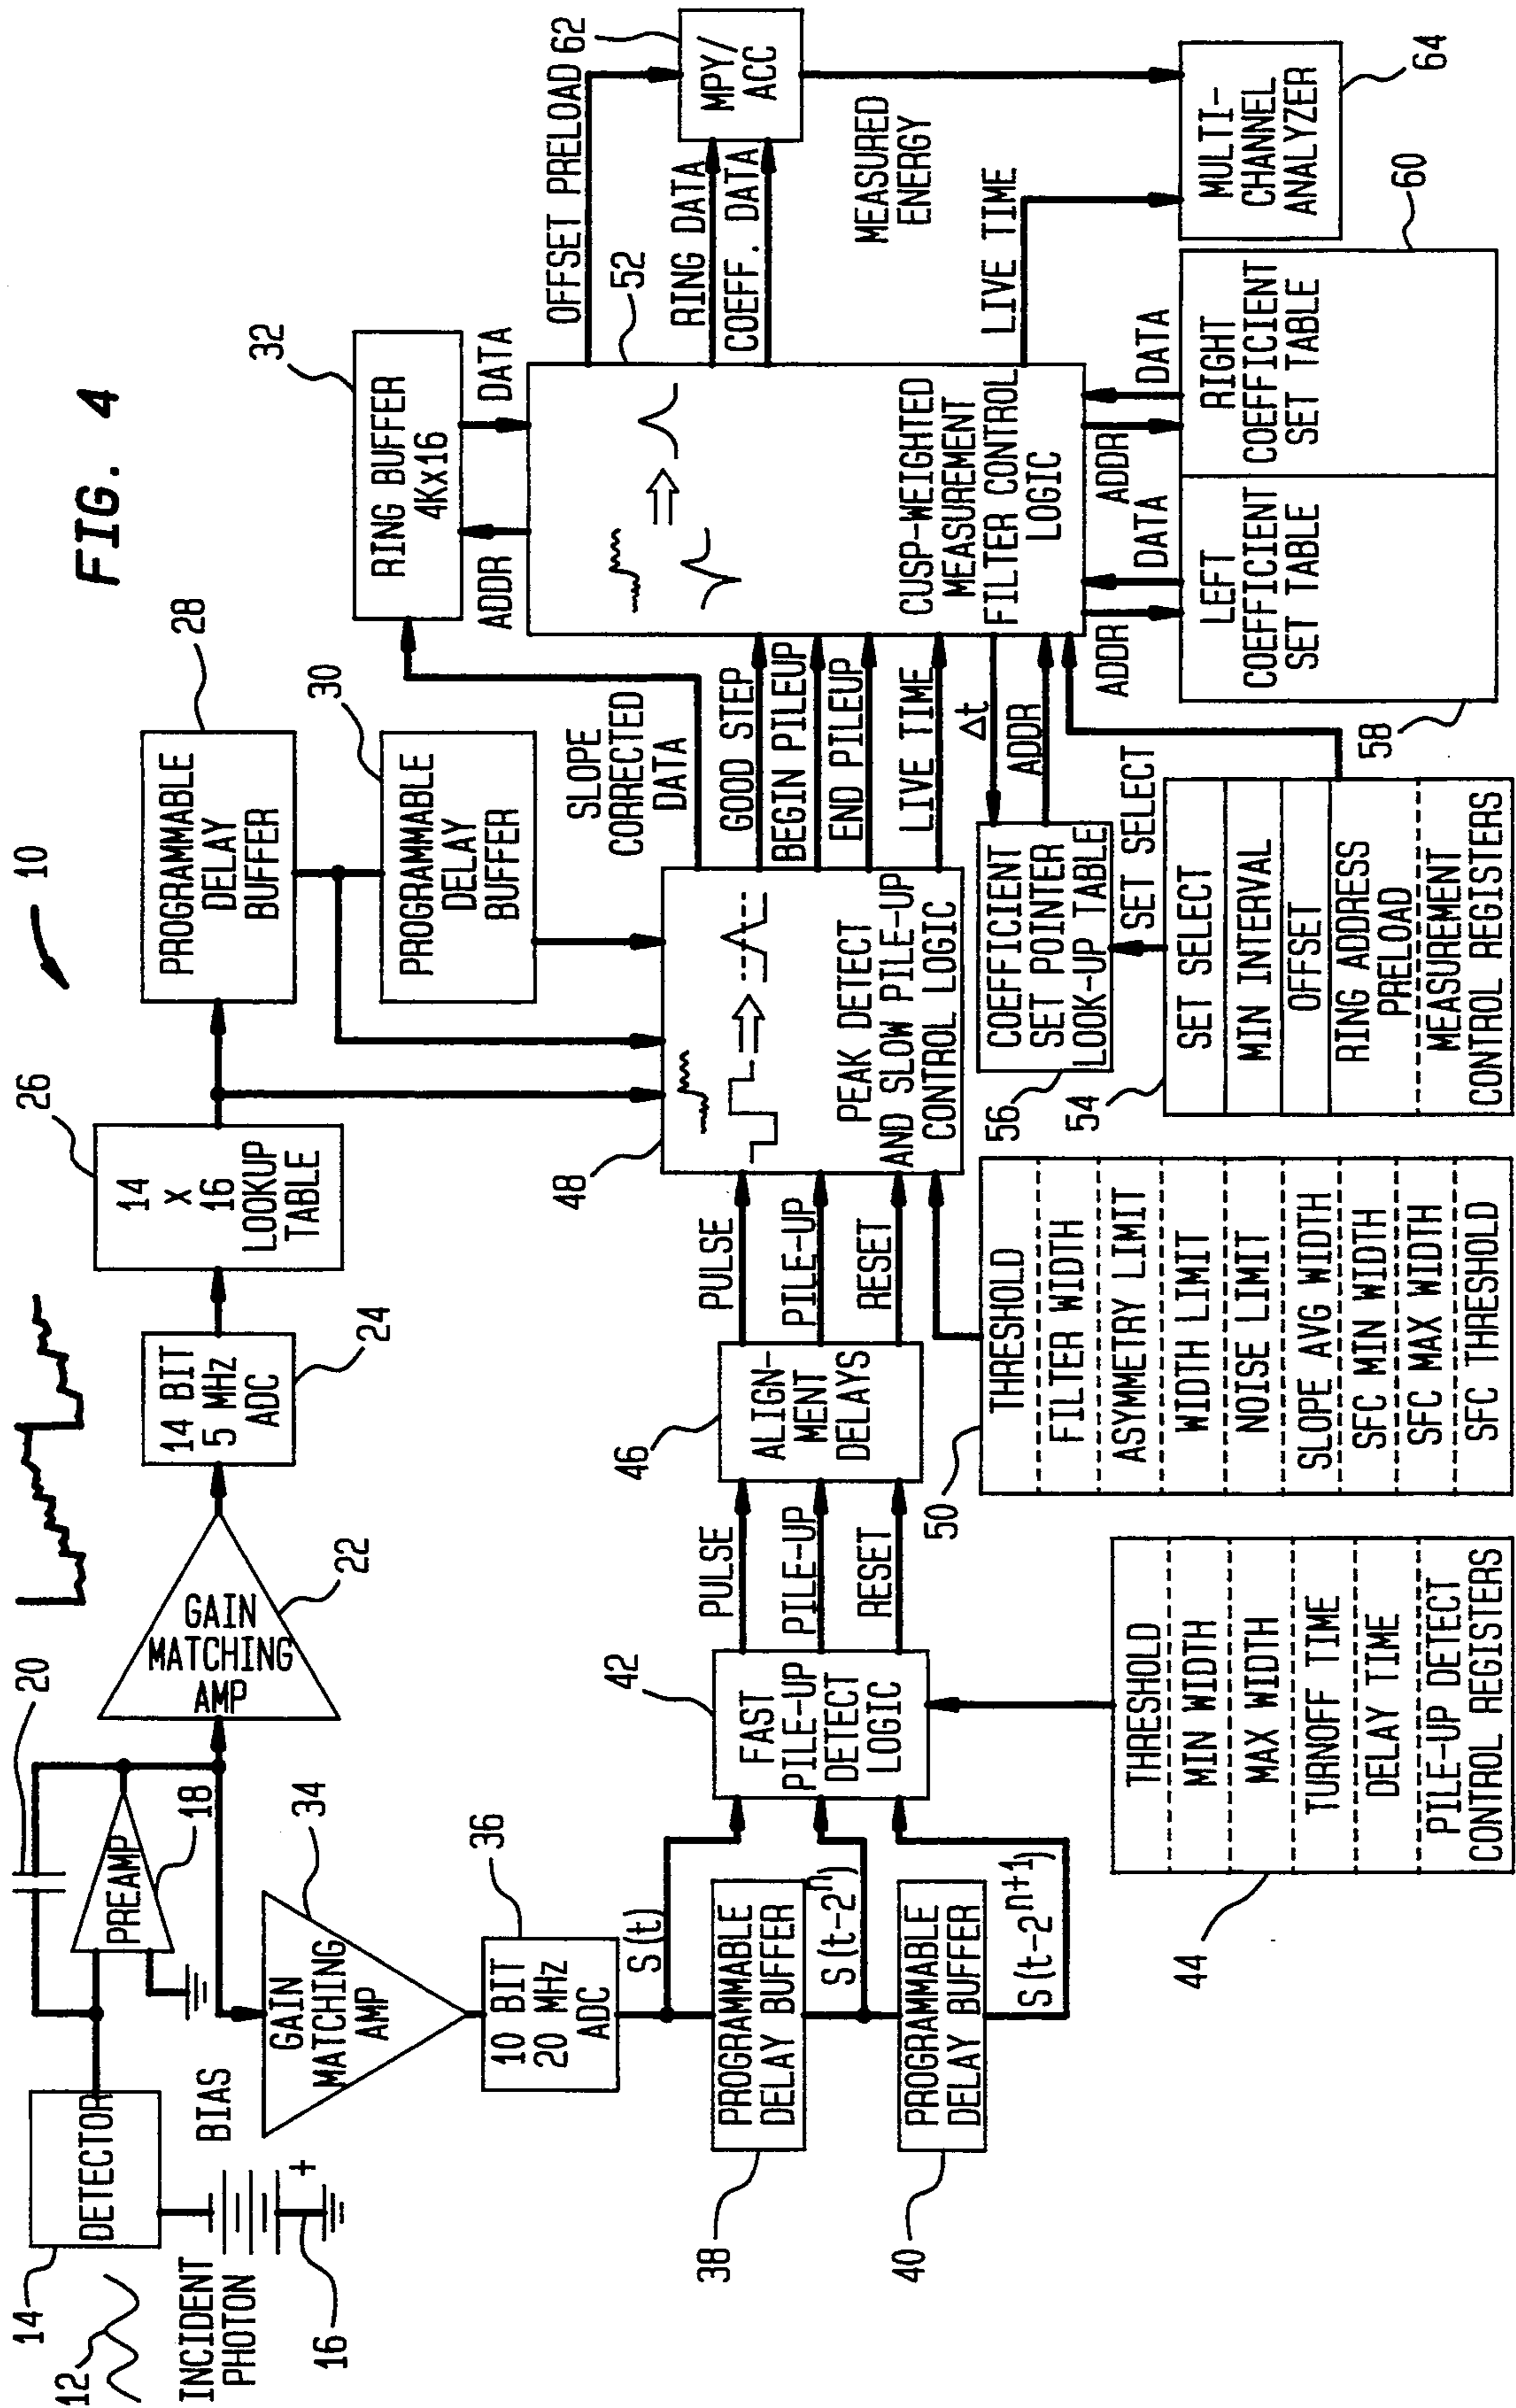 FIG. 4
10
12
INCIDENT
PHOTON
14
DETECTOR
16
BIAS
+
PREAMP
18
20
GAIN
MATCHING
AMP
22
14 BIT
5 MHz
ADC
24
14
X
16
LOOKUP
TABLE
26
PROGRAMMABLE
DELAY
BUFFER
28
PROGRAMMABLE
DELAY
BUFFER
30
RING BUFFER
4Kx16
32
ADDR
DATA
GAIN
MATCHING
AMP
34
10 BIT
20 MHz
ADC
36
S(t)
PROGRAMMABLE
DELAY BUFFER
38
S(t-2ⁿ)
PROGRAMMABLE
DELAY BUFFER
40
S(t-2ⁿ⁺¹)
FAST
PILE-UP
DETECT
LOGIC
42
THRESHOLD
MIN WIDTH
MAX WIDTH
TURNOFF TIME
DELAY TIME
PILE-UP DETECT
CONTROL REGISTERS
44
PULSE
PILE-UP
RESET
ALIGN-
MENT
DELAYS
46
PULSE
PILE-UP
RESET
PEAK DETECT
AND SLOW PILE-UP
CONTROL LOGIC
48
THRESHOLD
FILTER WIDTH
ASYMMETRY LIMIT
WIDTH LIMIT
NOISE LIMIT
SLOPE AVG WIDTH
SFC MIN WIDTH
SFC MAX WIDTH
SFC THRESHOLD
50
SLOPE
CORRECTED
DATA
GOOD STEP
BEGIN PILEUP
END PILEUP
LIVE TIME
CUSP-WEIGHTED
MEASUREMENT
FILTER CONTROL
LOGIC
52
Δt
ADDR
COEFFICIENT
SET POINTER
LOOK-UP TABLE
56
SET SELECT
SET SELECT
MIN INTERVAL
OFFSET
RING ADDRESS
PRELOAD
MEASUREMENT
CONTROL REGISTERS
54
ADDR
DATA
ADDR
DATA
LEFT
COEFFICIENT
SET TABLE
58
RIGHT
COEFFICIENT
SET TABLE
60
OFFSET PRELOAD
RING DATA
COEFF. DATA
MPY/
ACC
62
MEASURED
ENERGY
LIVE TIME
MULTI-
CHANNEL
ANALYZER
64